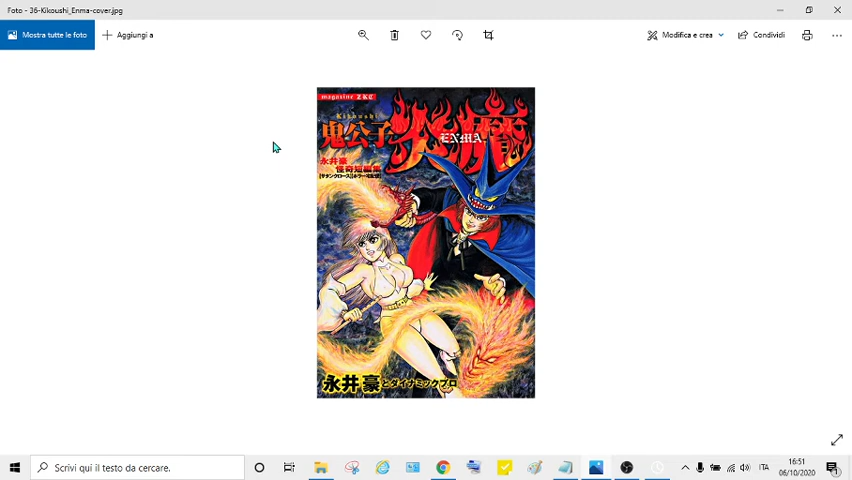 Foto - 36-Kikoushi_Enma-cover.jpg
Mostra tutte le foto
Aggiungi a
Modifica e crea
Condividi
magazine ZKC
Kikoushi
鬼公子
炎魔
ENMA
永井豪
怪奇短編集
永井豪とダイナミックプロ
Scrivi qui il testo da cercare.
ITA
16:51
06/10/2020